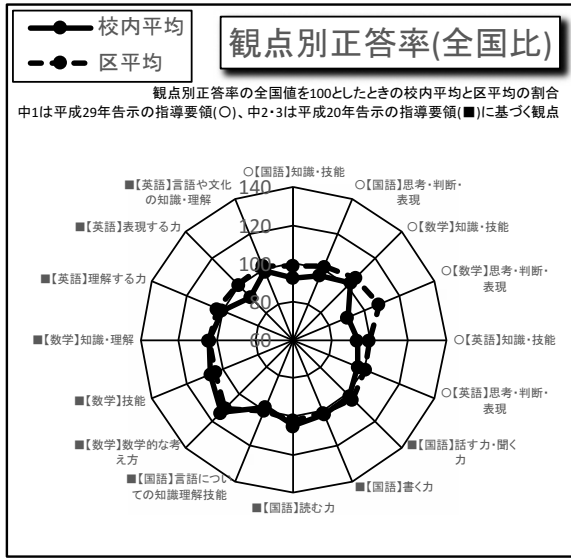 校内平均
区平均
観点別正答率(全国比)
観点別正答率の全国値を100としたときの校内平均と区平均の割合
中1は平成29年告示の指導要領(○)、中2・3は平成20年告示の指導要領(■)に基づく観点
○【国語】知識・技能
○【国語】思考・判断・
表現
○【数学】知識・技能
○【数学】思考・判断・
表現
○【英語】知識・技能
○【英語】思考・判断・
表現
■【国語】話す力・聞く
力
■【国語】書く力
■【国語】読む力
■【国語】言語につい
ての知識理解技能
■【数学】数学的な考
え方
■【数学】技能
■【数学】知識・理解
■【英語】理解する力
■【英語】表現する力
■【英語】言語や文化
の知識・理解
140
120
100
80
60